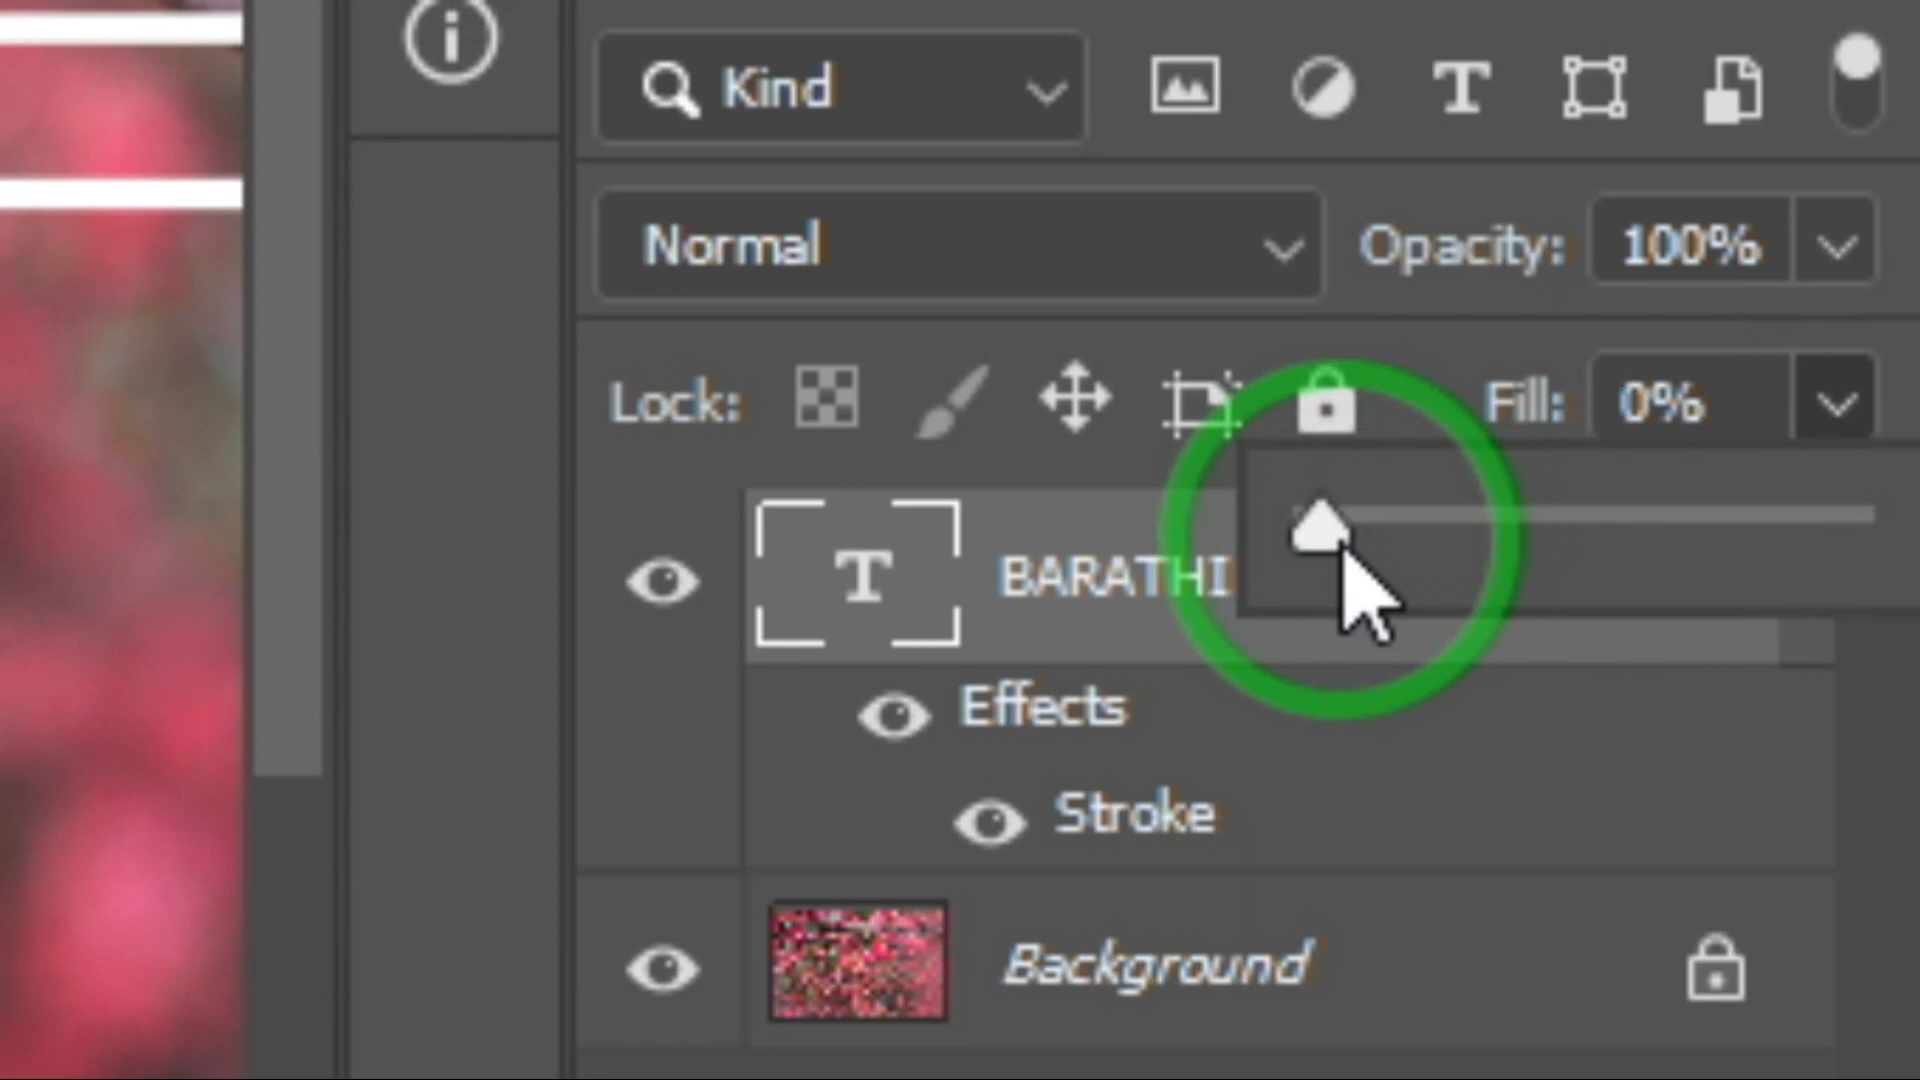 Kind
Normal
Opacity: 100%
Lock:
Fill: 0%
BARATHI
Effects
Stroke
Background